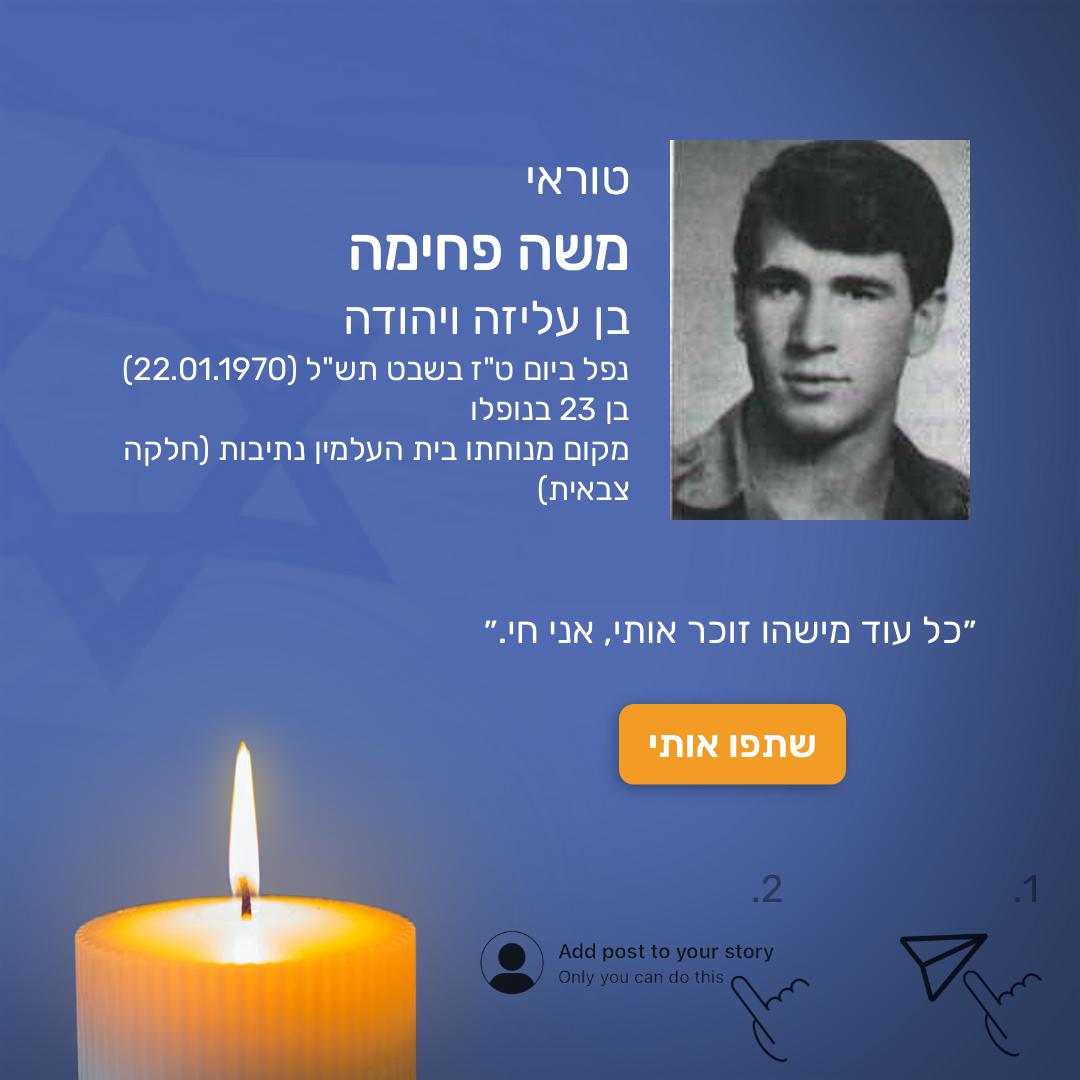 טוראי
משה פחימה
בן עליזה ויהודה
נפל ביום ט"ז בשבט תש"ל (22.01.1970)
בן 23 בנופלו
מקום מנוחתו בית העלמין נתיבות (חלקה
צבאית)
״כל עוד מישהו זוכר אותי, אני חי.״
שתפו אותי
1.
2.
Add post to your story
Only you can do this